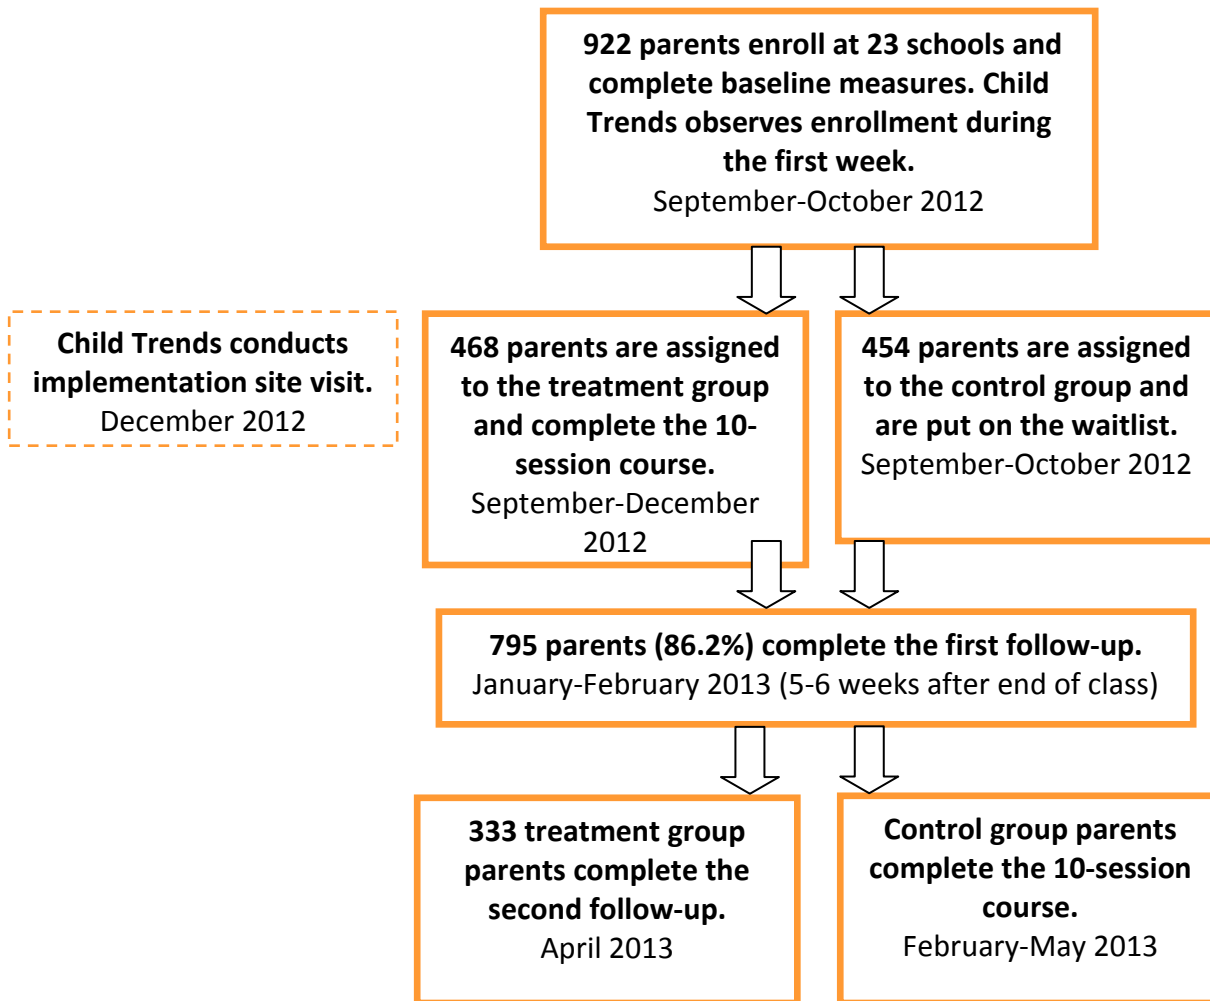 922 parents enroll at 23 schools and
complete baseline measures. Child
Trends observes enrollment during
the first week.
September-October 2012
Child Trends conducts
implementation site visit.
December 2012
468 parents are assigned
to the treatment group
and complete the 10-
session course.
September-December
2012
454 parents are assigned
to the control group and
are put on the waitlist.
September-October 2012
795 parents (86.2%) complete the first follow-up.
January-February 2013 (5-6 weeks after end of class)
333 treatment group
parents complete the
second follow-up.
April 2013
Control group parents
complete the 10-session
course.
February-May 2013